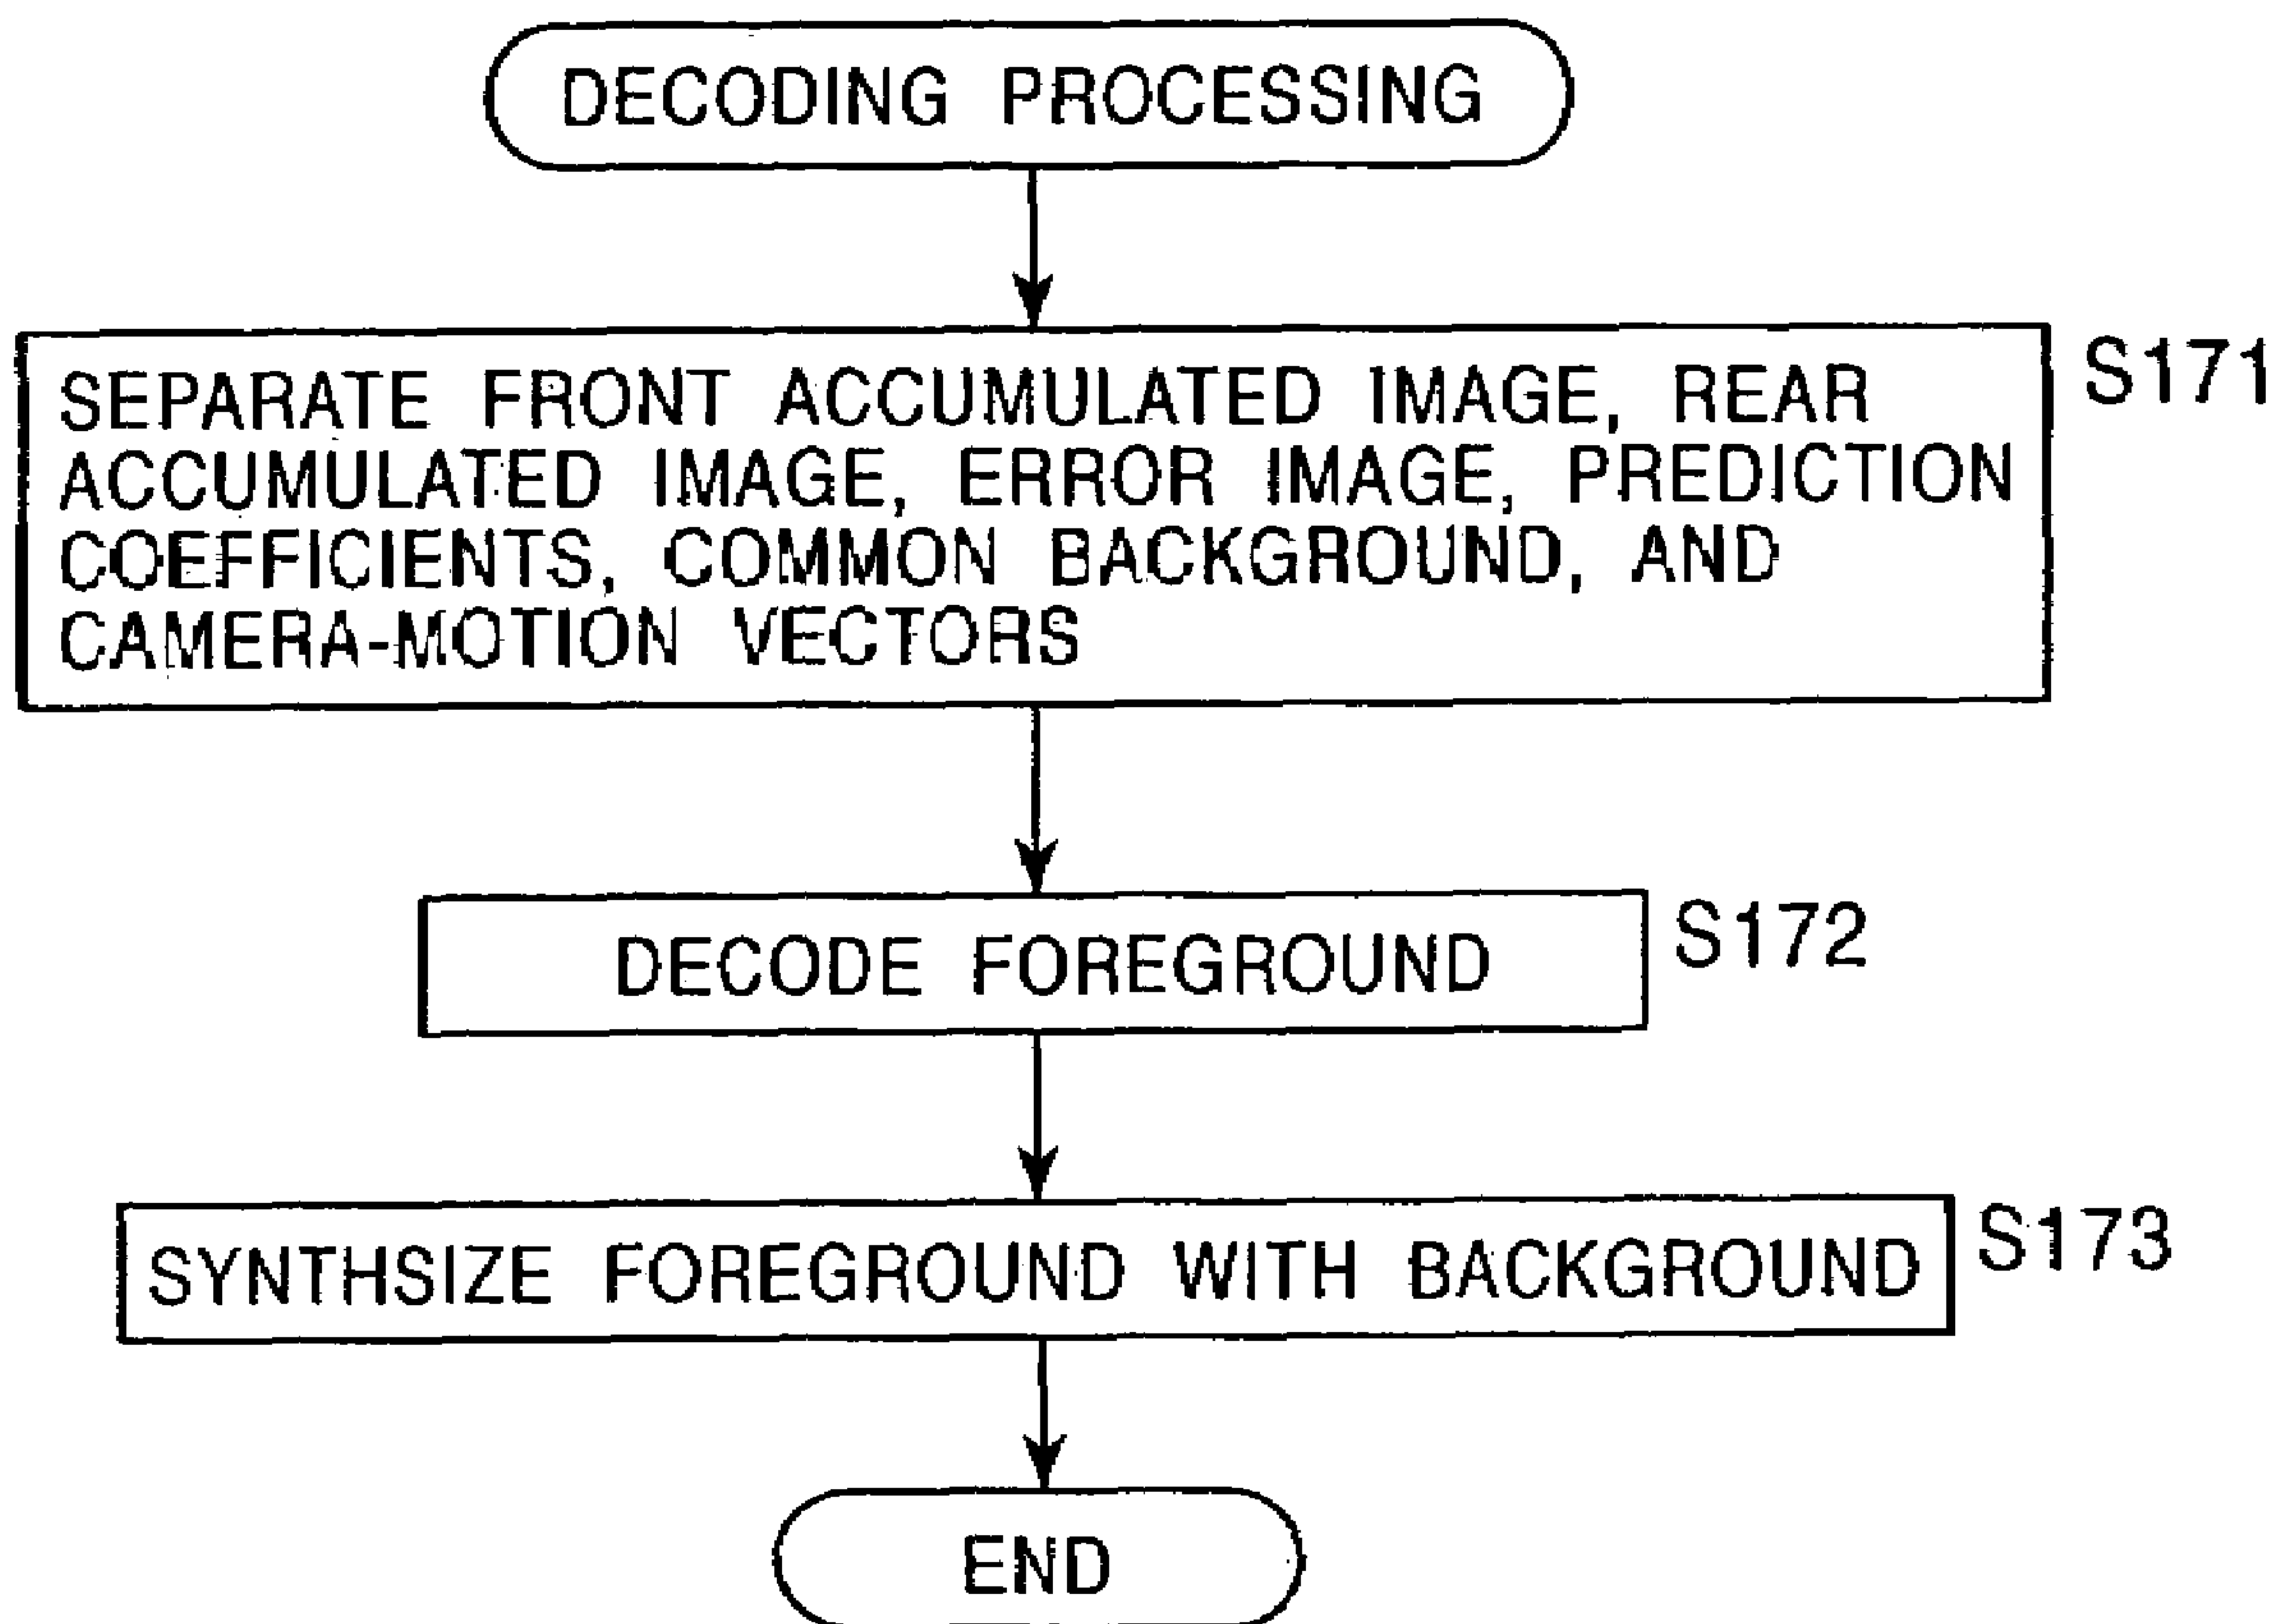 DECODING PROCESSING
SEPARATE FRONT ACCUMULATED IMAGE, REAR
ACCUMULATED IMAGE, ERROR IMAGE, PREDICTION
COEFFICIENTS, COMMON BACKGROUND, AND
CAMERA-MOTION VECTORS
S171
DECODE FOREGROUND
S172
SYNTHSIZE FOREGROUND WITH BACKGROUND
S173
END